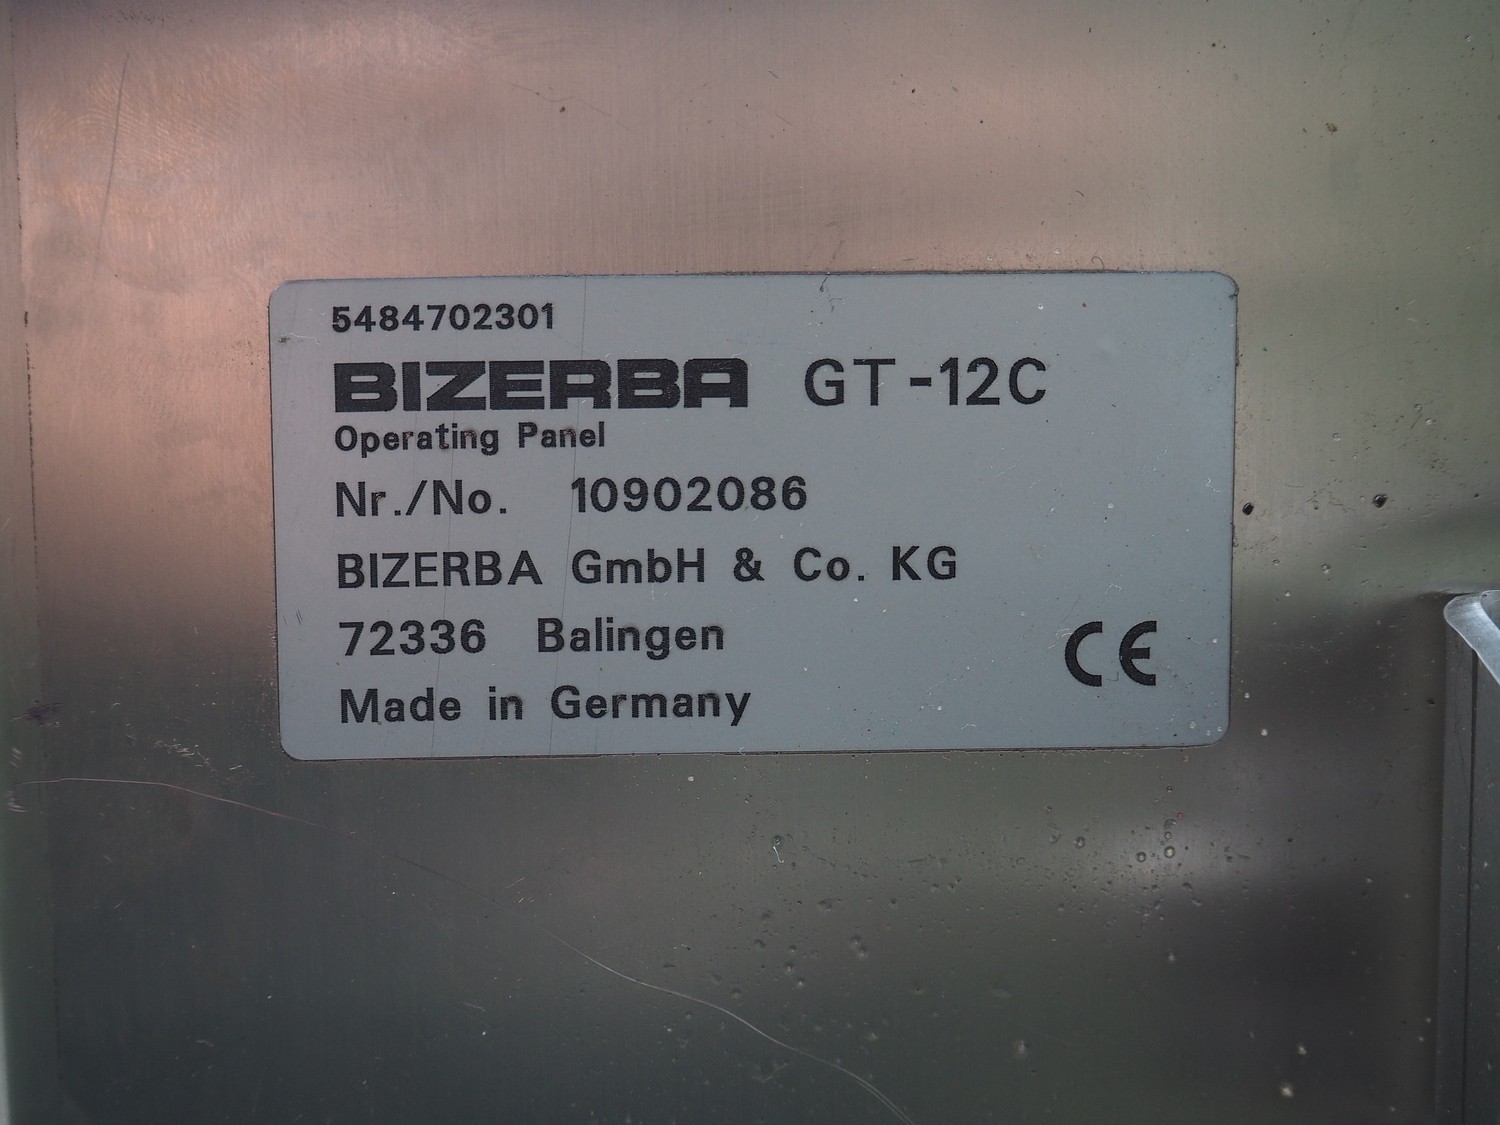 5484702301
BIZERBA GT-12C
Operating Panel
Nr./No. 10902086
BIZERBA GmbH & Co. KG
72336 Balingen
CE
Made in Germany